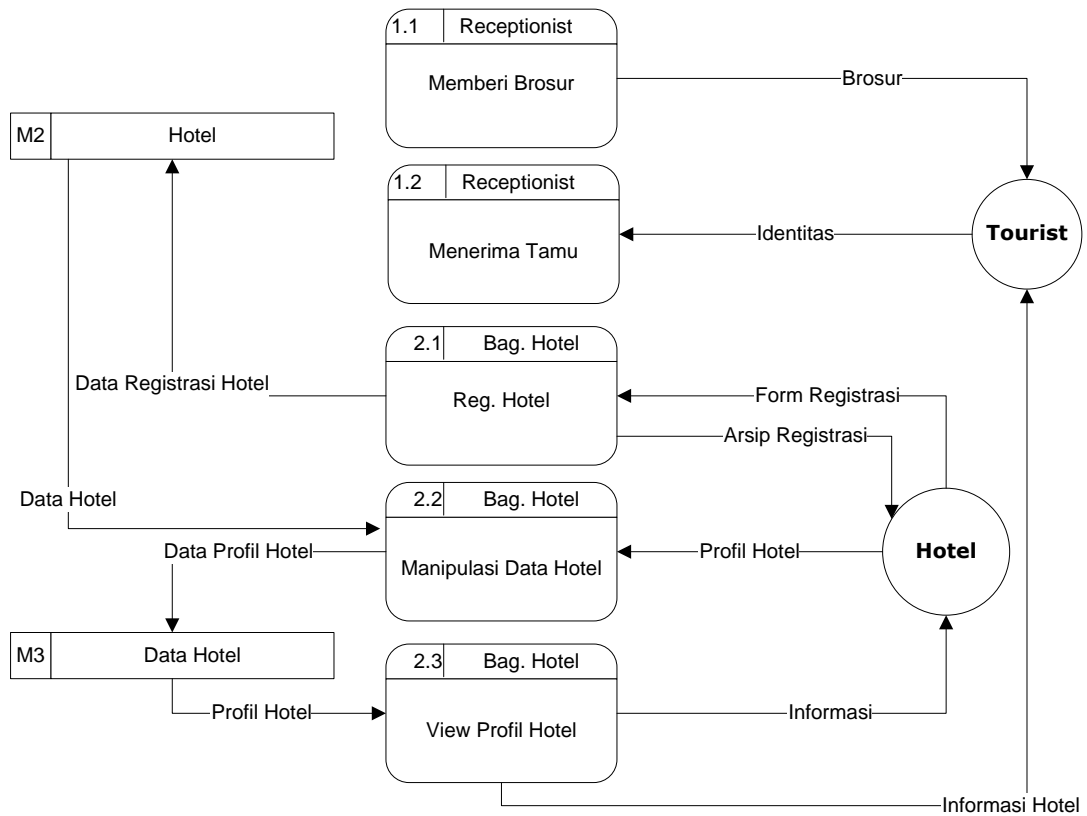 1.1 Receptionist
Memberi Brosur
Brosur
M2 Hotel
1.2 Receptionist
Menerima Tamu
Identitas
Tourist
2.1 Bag. Hotel
Reg. Hotel
Data Registrasi Hotel
Form Registrasi
Arsip Registrasi
Data Hotel
2.2 Bag. Hotel
Manipulasi Data Hotel
Data Profil Hotel
Profil Hotel
Hotel
M3 Data Hotel
2.3 Bag. Hotel
View Profil Hotel
Profil Hotel
Informasi
Informasi Hotel